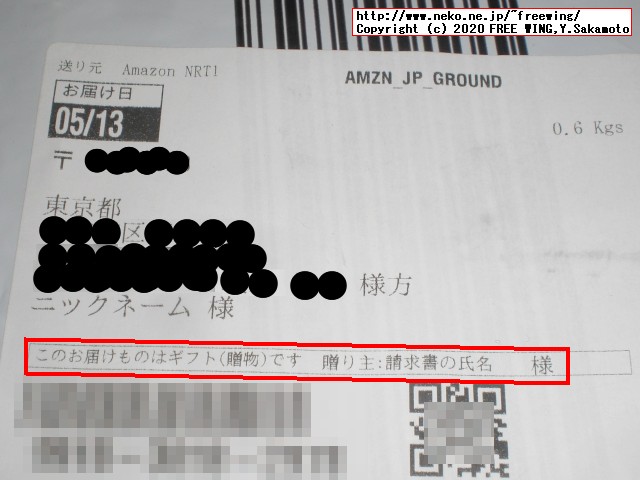 http://www.neko.ne.jp/~freewing/
Copyright (c) 2020 FREE WING,Y.Sakamoto
送り元 Amazon NRT1
AMZN_JP_GROUND
お届け日
05/13
0.6 Kgs
〒
東京都
区
様方
ニックネーム 様
このお届けものはギフト(贈物)です 贈り主:請求書の氏名 様